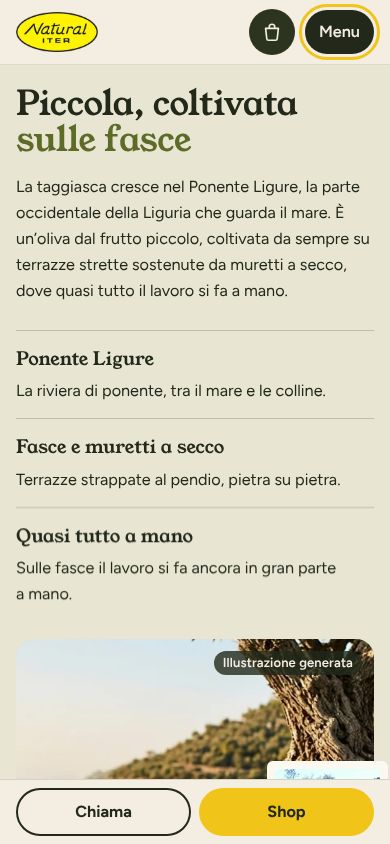 Natural
ITER
Menu
Piccola, coltivata
sulle fasce
La taggiasca cresce nel Ponente Ligure, la parte
occidentale della Liguria che guarda il mare. È
un’oliva dal frutto piccolo, coltivata da sempre su
terrazze strette sostenute da muretti a secco,
dove quasi tutto il lavoro si fa a mano.
Ponente Ligure
La riviera di ponente, tra il mare e le colline.
Fasce e muretti a secco
Terrazze strappate al pendio, pietra su pietra.
Quasi tutto a mano
Sulle fasce il lavoro si fa ancora in gran parte
a mano.
Illustrazione generata
Chiama
Shop